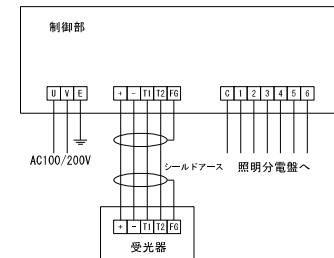 制御部
U V E
+ - T1 T2 FG
C 1 2 3 4 5 6
AC100/200V
シールドアース
照明分電盤へ
+ - T1 T2 FG
受光器